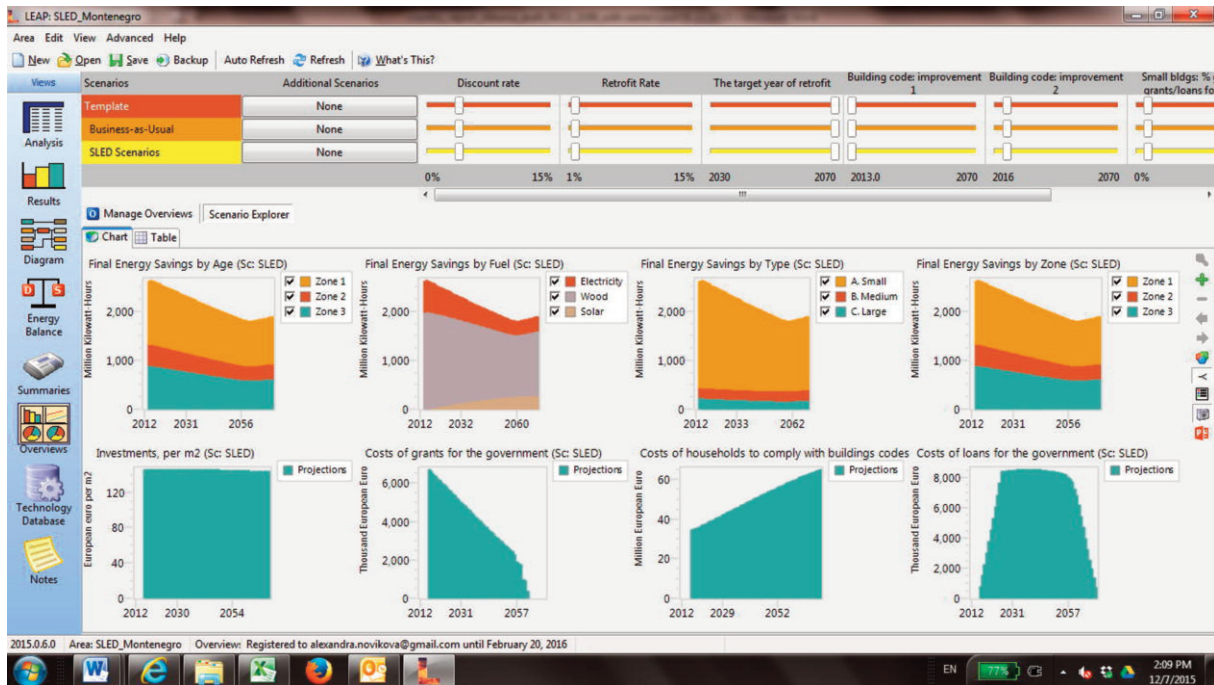 LEAP: SLED_Montenegro
Area Edit View Advanced Help
New Open Save Backup Auto Refresh Refresh What's This?
Views
Analysis
Results
Diagram
Energy
Balance
Summaries
Overviews
Technology
Database
Notes
Scenarios Additional Scenarios Discount rate Retrofit Rate The target year of retrofit Building code: improvement 1 Building code: improvement 2 Small bldgs: %
grants/loans fo
Template None
Business-as-Usual None
SLED Scenarios None
0% 15% 1% 15% 2030 2070 2013.0 2070 2016 2070 0%
Manage Overviews Scenario Explorer
Chart Table
Final Energy Savings by Age (Sc: SLED)
Million Kilowatt-Hours
2,000
1,000
0
2012 2031 2056
Zone 1
Zone 2
Zone 3
Final Energy Savings by Fuel (Sc: SLED)
Million Kilowatt-Hours
2,000
1,000
0
2012 2032 2060
Electricity
Wood
Solar
Final Energy Savings by Type (Sc: SLED)
Million Kilowatt-Hours
2,000
1,000
0
2012 2033 2062
A. Small
B. Medium
C. Large
Final Energy Savings by Zone (Sc: SLED)
Million Kilowatt-Hours
2,000
1,000
0
2012 2031 2056
Zone 1
Zone 2
Zone 3
Investments, per m2 (Sc: SLED)
European euro per m2
120
80
40
0
2012 2030 2054
Projections
Costs of grants for the government (Sc: SLED)
Thousand European Euro
6,000
4,000
2,000
0
2012 2031 2057
Projections
Costs of households to comply with buildings codes
Million European Euro
60
40
20
0
2012 2029 2052
Projections
Costs of loans for the government (Sc: SLED)
Thousand European Euro
8,000
6,000
4,000
2,000
0
2012 2031 2057
Projections
2015.0.6.0 Area: SLED_Montenegro Overview: Registered to alexandra.novikova@gmail.com until February 20, 2016
EN 77% 2:09 PM
12/7/2015